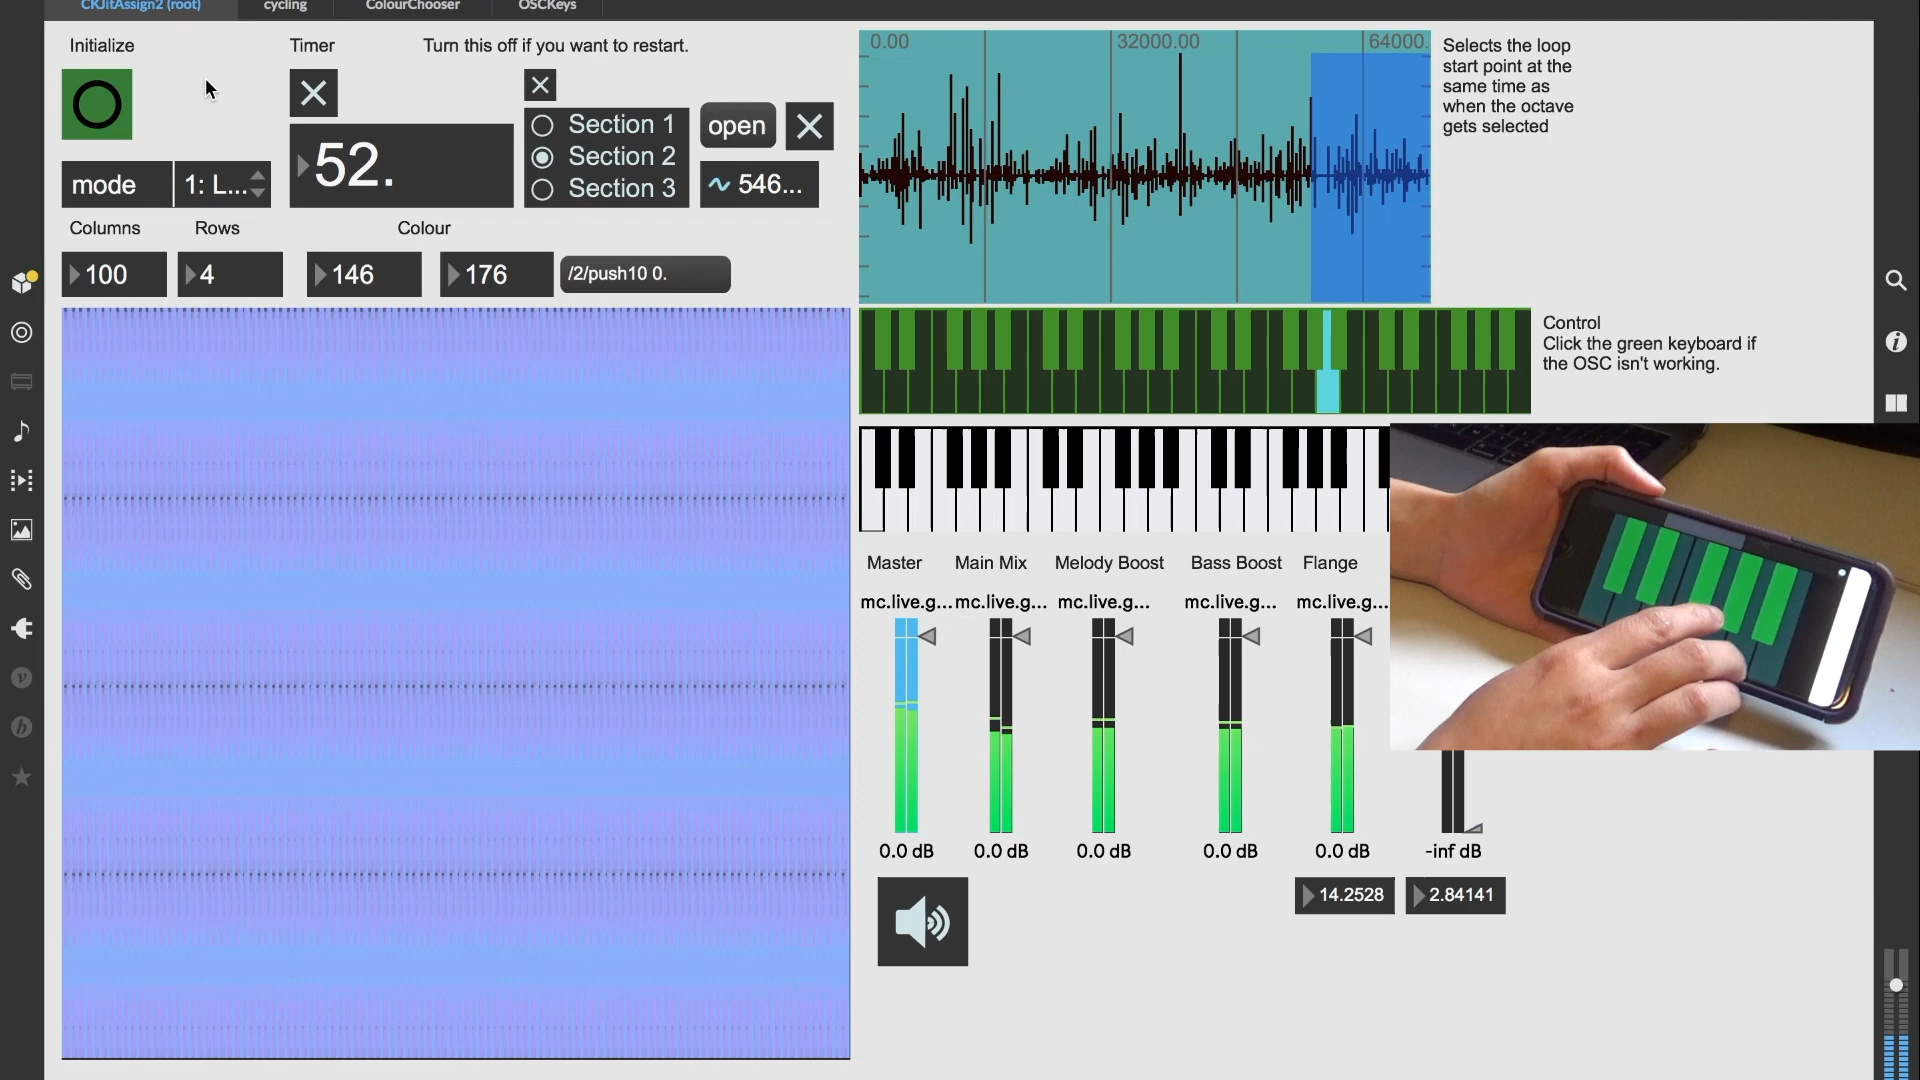 CKJitAssign2 (root)
cycling
ColourChooser
OSCKeys
Initialize
Timer
Turn this off if you want to restart.
52.
Section 1
Section 2
Section 3
open
546...
mode
1: L...
Columns
Rows
Colour
100
4
146
176
/2/push10 0.
0.00
32000.00
64000.
Selects the loop
start point at the
same time as
when the octave
gets selected
Control
Click the green keyboard if
the OSC isn't working.
Master
Main Mix
Melody Boost
Bass Boost
Flange
mc.live.g...
mc.live.g...
mc.live.g...
mc.live.g...
mc.live.g...
0.0 dB
0.0 dB
0.0 dB
0.0 dB
0.0 dB
-inf dB
14.2528
2.84141